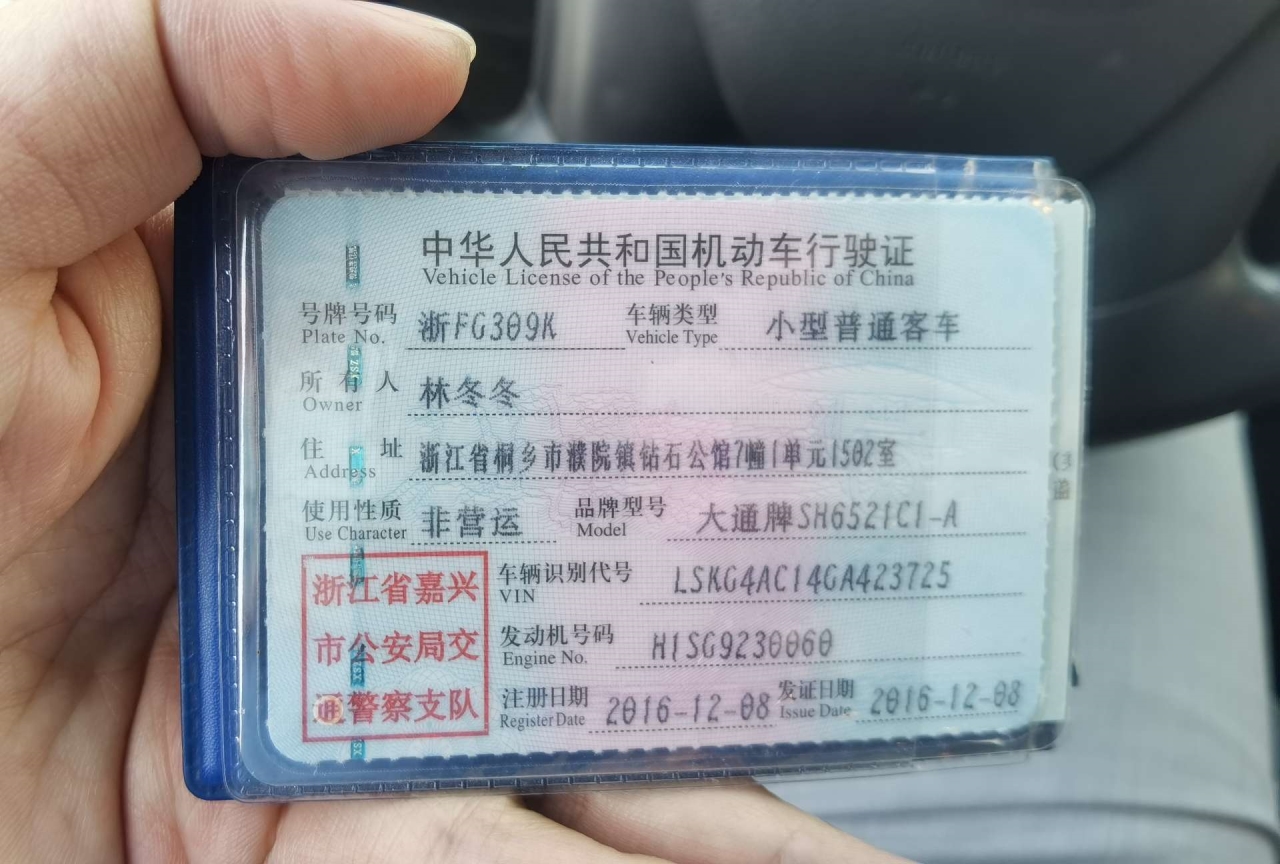 中华人民共和国机动车行驶证
Vehicle License of the People's Republic of China
号牌号码 浙FG309K 车辆类型 小型普通客车
Plate No. Vehicle Type
所有人 林冬冬
Owner
住址 浙江省桐乡市濮院镇钻石公馆7幢1单元1502室
Address
使用性质 非营运 品牌型号 大通牌SH6521C1-A
Use Character Model
浙江省嘉兴
市公安局交
通警察支队
车辆识别代号 LSKG4AC14GA423725
VIN
发动机号码 H1SG9230060
Engine No.
注册日期 2016-12-08 发证日期 2016-12-08
Register Date Issue Date